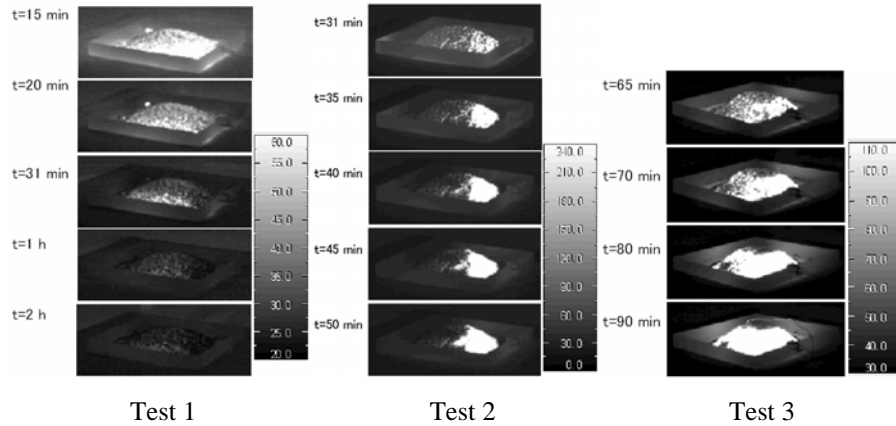 t=15 min
t=20 min
t=31 min
t=1 h
t=2 h
60.0
55.0
50.0
45.0
40.0
35.0
30.0
25.0
20.0
Test 1
t=31 min
t=35 min
t=40 min
t=45 min
t=50 min
240.0
210.0
180.0
150.0
120.0
90.0
60.0
30.0
0.0
Test 2
t=65 min
t=70 min
t=80 min
t=90 min
110.0
100.0
90.0
80.0
70.0
60.0
50.0
40.0
30.0
Test 3